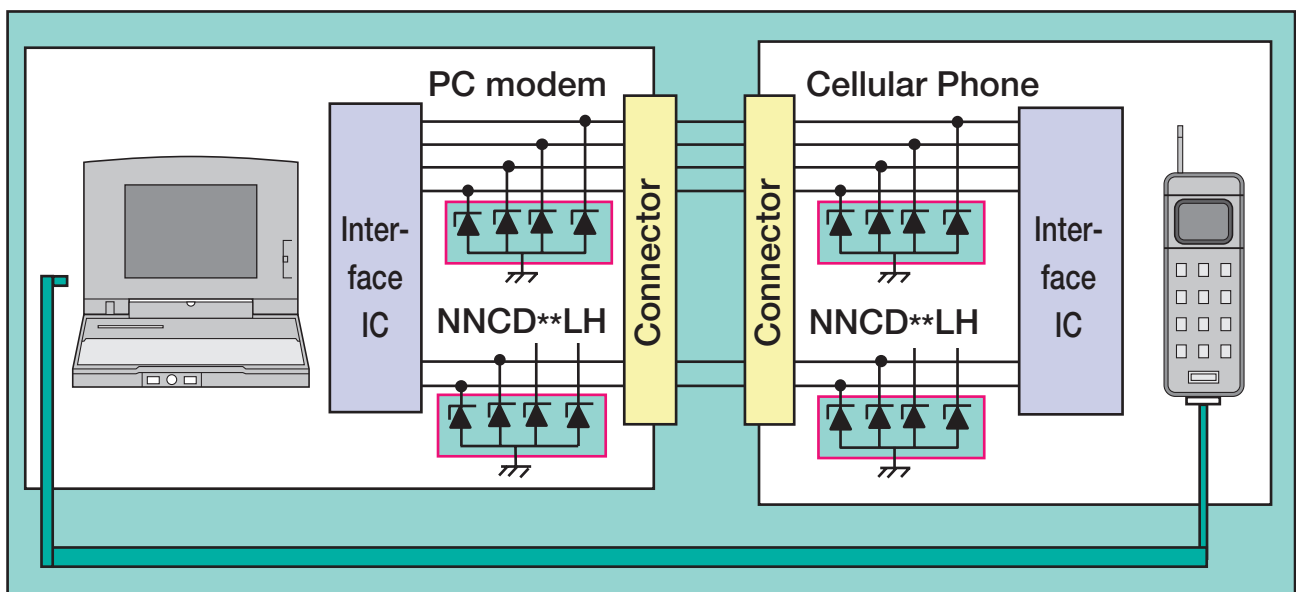 PC modem
Inter-
face
IC
NNCD**LH
Connector
Connector
Cellular Phone
NNCD**LH
Inter-
face
IC